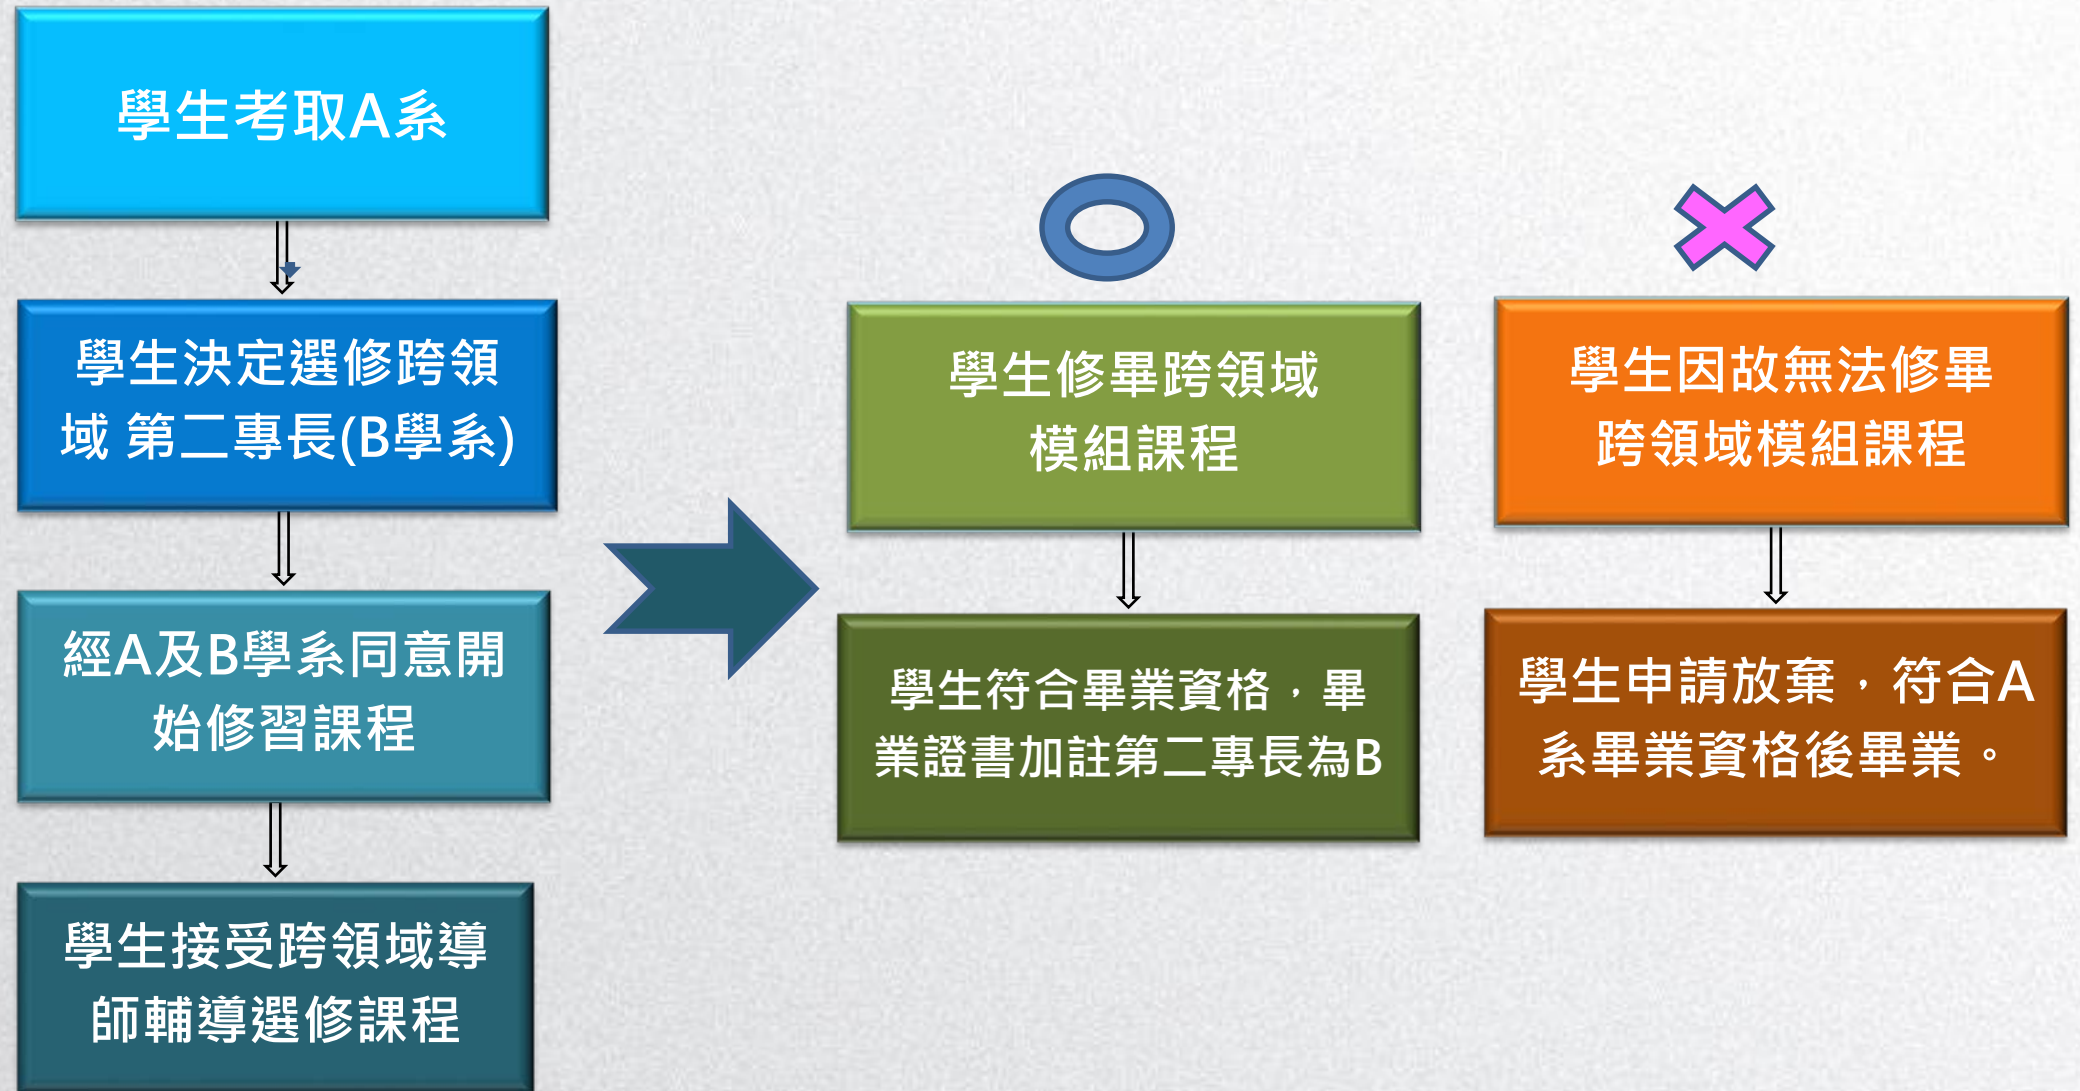 學生考取A系
學生決定選修跨領
域 第二專長(B學系)
經A及B學系同意開
始修習課程
學生接受跨領域導
師輔導選修課程
學生修畢跨領域
模組課程
學生符合畢業資格，畢
業證書加註第二專長為B
學生因故無法修畢
跨領域模組課程
學生申請放棄，符合A
系畢業資格後畢業。